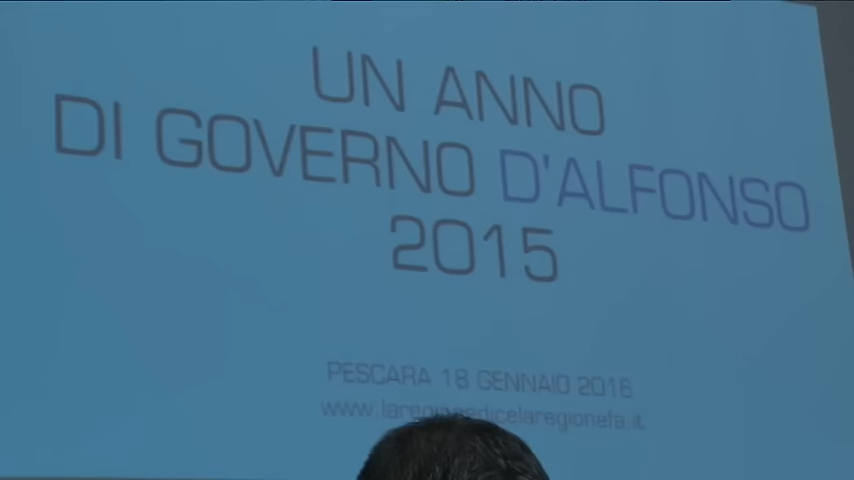 UN ANNO
DI GOVERNO D'ALFONSO
2015
PESCARA 18 GENNAIO 2016